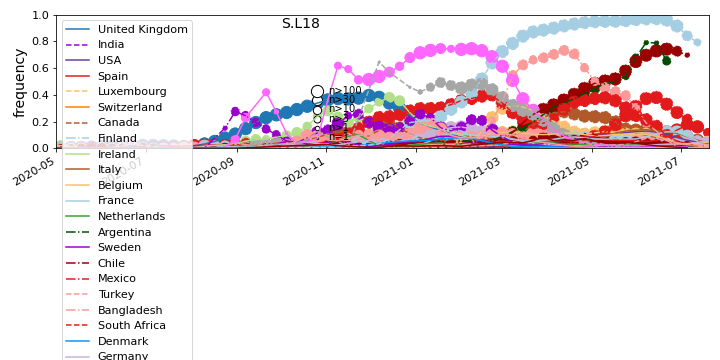 S.L18
frequency
1.0
0.8
0.6
0.4
0.2
0.0
2020-05
2020-09
2020-11
2021-01
2021-03
2021-05
2021-07
United Kingdom
India
USA
Spain
Luxembourg
Switzerland
Canada
Finland
Ireland
Italy
Belgium
France
Netherlands
Argentina
Sweden
Chile
Mexico
Turkey
Bangladesh
South Africa
Denmark
Germany
n>100
n>30
n>10